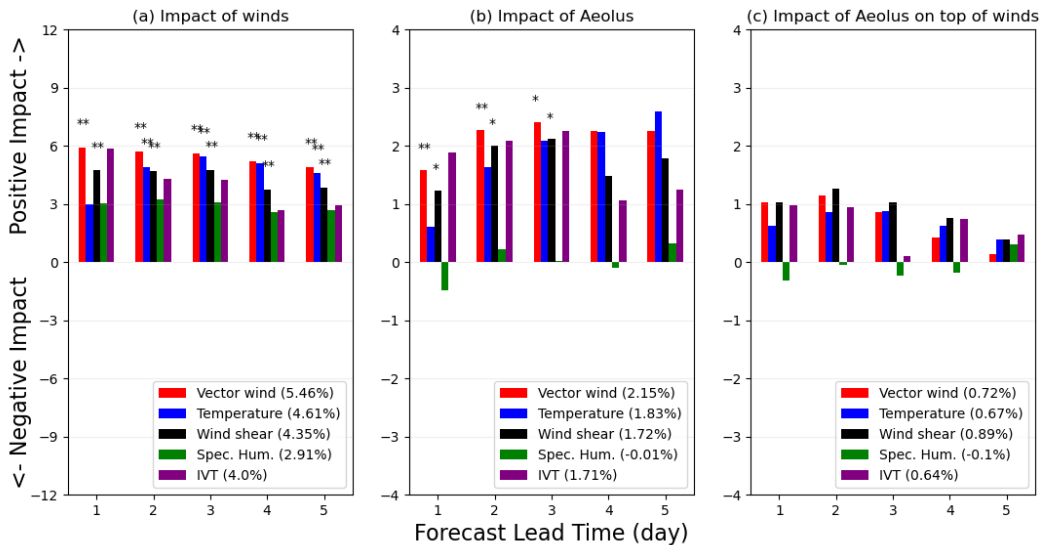 (a) Impact of winds
(b) Impact of Aeolus
(c) Impact of Aeolus on top of winds
<- Negative Impact    Positive Impact ->
12
9
6
3
0
−3
−6
−9
−12
** ** ** ** ** ** ** ** ** ** ** ** ** **
Vector wind (5.46%)
Temperature (4.61%)
Wind shear (4.35%)
Spec. Hum. (2.91%)
IVT (4.0%)
1 2 3 4 5
4
3
2
1
0
−1
−2
−3
−4
** * ** * * *
Vector wind (2.15%)
Temperature (1.83%)
Wind shear (1.72%)
Spec. Hum. (-0.01%)
IVT (1.71%)
1 2 3 4 5
4
3
2
1
0
−1
−2
−3
−4
Vector wind (0.72%)
Temperature (0.67%)
Wind shear (0.89%)
Spec. Hum. (-0.1%)
IVT (0.64%)
1 2 3 4 5
Forecast Lead Time (day)